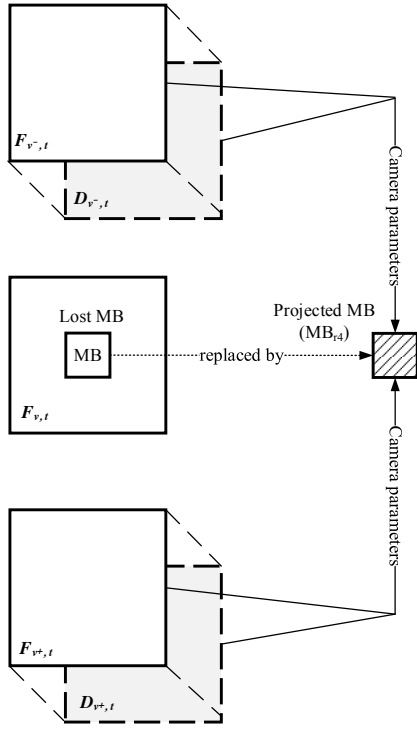 F_{v⁻, t}
D_{v⁻, t}
Camera parameters
Lost MB
MB
F_{v, t}
replaced by
Projected MB
(MB_{r4})
Camera parameters
F_{v⁺, t}
D_{v⁺, t}